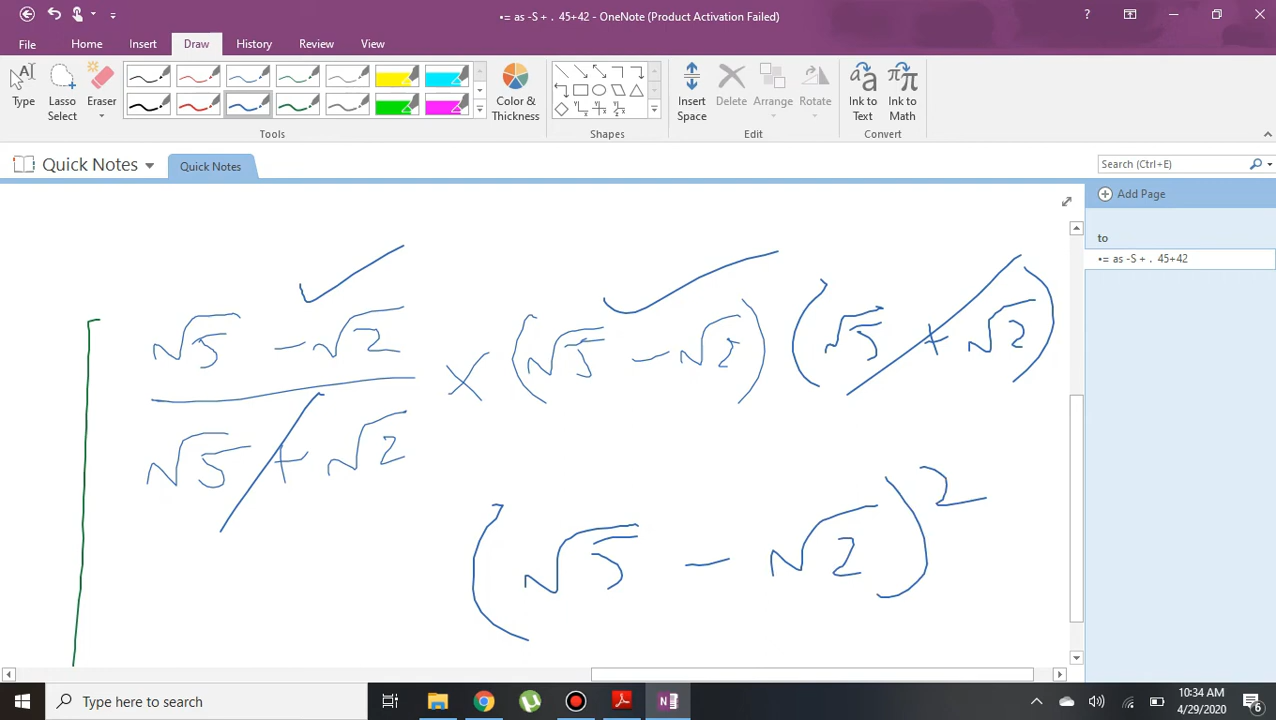 •= as -S + . 45+42 - OneNote (Product Activation Failed)
?
File Home Insert Draw History Review View
Type
Lasso Select
Eraser
Color & Thickness
Insert Space
Delete
Arrange
Rotate
Ink to Text
Ink to Math
Tools
Shapes
Edit
Convert
Quick Notes
Quick Notes
Search (Ctrl+E)
Add Page
to
•= as -S + . 45+42
√5 - √2
√5 + √2
× (√5 - √2) (√5 + √2)
(√5 - √2)²
Type here to search
10:34 AM
4/29/2020
6